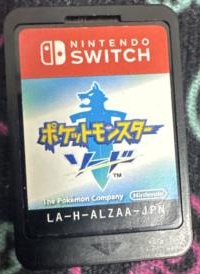 NINTENDO
SWITCH
ポケットモンスター
ソード
TM
The Pokémon Company Nintendo
LA-H-ALZAA-JPN